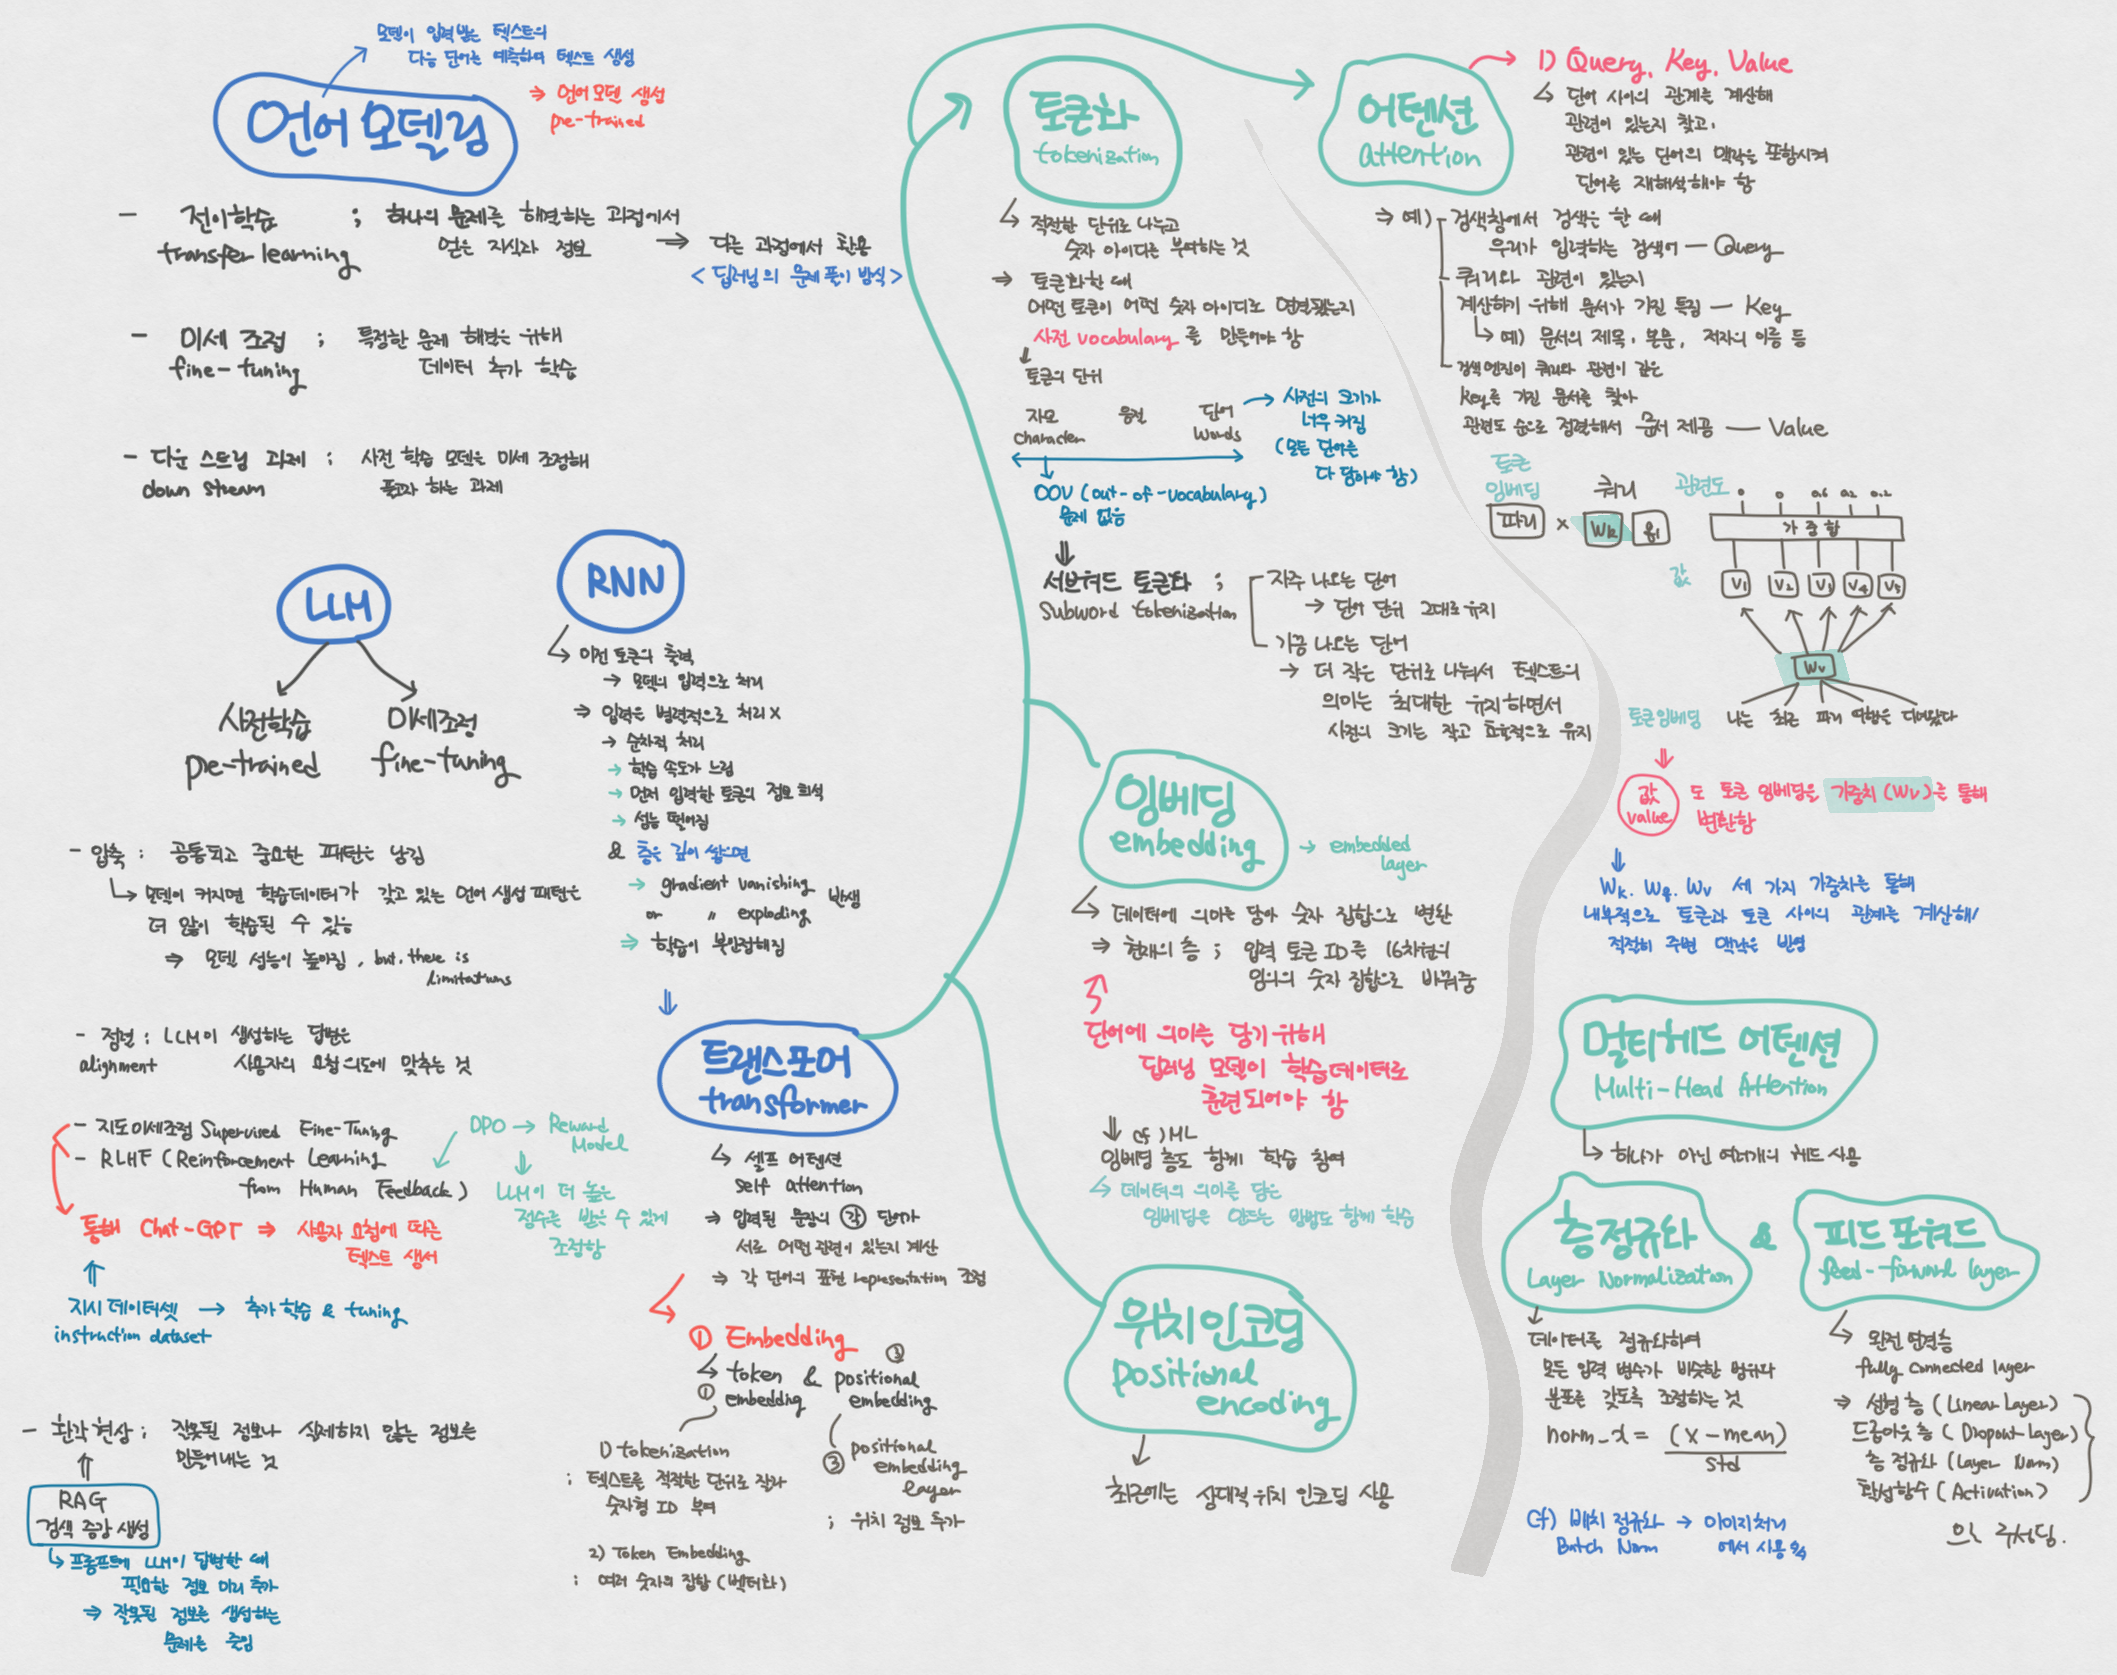 모델이 입력받는 텍스트의
다음 단어를 예측하여 텍스트 생성
언어 모델링
⇒ 언어모델 생성
pre-trained
- 전이학습 ; 하나의 문제를 해결하는 과정에서
transfer learning 얻은 지식과 정보 ⇒ 다른 과정에서 활용
< 딥러닝의 문제 풀이 방식 >
- 미세 조정 ; 특정한 문제 해결을 위해
fine-tuning 데이터 추가 학습
- 다운 스트림 과제 : 사전 학습 모델을 미세 조정해
down stream 풀고자 하는 과제
LLM
사전학습 미세조정
pre-trained fine-tuning
- 압축 : 공통되고 중요한 패턴을 남김
↳ 모델이 커지면 학습데이터가 갖고 있는 언어 생성 패턴을
더 많이 학습될 수 있음
⇒ 모델 성능이 높아짐, but, there is
limitations
- 정렬 : LLM이 생성하는 답변을
alignment 사용자의 요청 의도에 맞추는 것
- 지도미세조정 Supervised Fine-Tuning
- RLHF (Reinforcement Learning
from Human Feedback)
DPO → Reward
Model
LLM이 더 높은
점수를 받을 수 있게
조정함
통해 Chat-GPT ⇒ 사용자 요청에 따른
텍스트 생성
지시 데이터셋 → 추가 학습 & tuning
instruction dataset
- 환각 현상 ; 잘못된 정보나 실제하지 않는 정보를
만들어내는 것
RAG
검색 증강 생성
↳ 프롬프트에 LLM이 답변할 때
필요한 정보 미리 추가
⇒ 잘못된 정보를 생성하는
문제를 줄임
RNN
↳ 이전 토큰의 출력
→ 모델의 입력으로 처리
⇒ 입력을 병렬적으로 처리 X
→ 순차적 처리
→ 학습 속도가 느림
→ 먼저 입력한 토큰의 정보 희석
→ 성능 떨어짐
& 층을 깊이 쌓으면
→ gradient vanishing
or 〃 exploding 발생
⇒ 학습이 불안정해짐
트랜스포머
transformer
↳ 셀프 어텐션
self attention
⇒ 입력된 문장의 각 단어가
서로 어떤 관련이 있는지 계산
⇒ 각 단어의 표현 representation 조정
① Embedding
↳ token & positional
① embedding ② embedding
1) tokenization
; 텍스트를 적절한 단위로 잘라
숫자형 ID 부여
2) Token Embedding
; 여러 숫자의 집합 (벡터화)
③ positional
embedding
layer
; 위치 정보 추가
토큰화
tokenization
↳ 적절한 단위로 나누고
숫자 아이디를 부여하는 것
⇒ 토큰화할 때
어떤 토큰이 어떤 숫자 아이디로 연결됐는지
사전 vocabulary 를 만들어야 함
토큰의 단위
자모 음절 단어
character words
→ 사전의 크기가
너무 커짐
(모든 단어를
다 담아야 함)
OOV (out-of-vocabulary)
문제 없음
서브워드 토큰화 ;
Subword tokenization
자주 나오는 단어
→ 단어 단위 그대로 유지
가끔 나오는 단어
→ 더 작은 단위로 나눠서 텍스트의
의미를 최대한 유지하면서
사전의 크기는 작고 효율적으로 유지
임베딩
embedding → embedded
layer
↳ 데이터에 의미를 담아 숫자 집합으로 변환
⇒ 현재의 층 ; 입력 토큰 ID를 16차원의
임의의 숫자 집합으로 바꿔줌
단어에 의미를 담기 위해
딥러닝 모델이 학습데이터로
훈련되어야 함
cf) ML
임베딩 층도 함께 학습 참여
↳ 데이터의 의미를 담은
임베딩을 만드는 방법도 함께 학습
위치 인코딩
positional
encoding
최근에는 상대적 위치 인코딩 사용
어텐션
attention
1) Query, Key, Value
↳ 단어 사이의 관계를 계산해
관련이 있는지 찾고,
관련이 있는 단어의 맥락을 포함시켜
단어를 재해석해야 함
⇒ 예) 검색창에서 검색을 할 때
우리가 입력하는 검색어 — Query
쿼리와 관련이 있는지
계산하기 위해 문서가 가진 특징 — Key
↳ 예) 문서의 제목, 본문, 저자의 이름 등
검색엔진이 쿼리와 관련이 깊은
key를 가진 문서를 찾아
관련도 순으로 정렬해서 문서 제공 — Value
토큰
임베딩 쿼리 관련도 0 0 0.6 0.2 0.2
파리 × Wk
가중합
값 V1 V2 V3 V4 V5
Wv
토큰임베딩 나는 최근 파리 여행을 다녀왔다
값
value
도 토큰 임베딩을 가중치(Wv)를 통해
변환함
Wk, Wq, Wv 세 가지 가중치를 통해
내부적으로 토큰과 토큰 사이의 관계를 계산해/
적절히 주변 맥락을 반영
멀티헤드 어텐션
Multi-Head Attention
↳ 하나가 아닌 여러개의 헤드 사용
층 정규화
Layer Normalization
&
피드 포워드
feed-forward layer
데이터를 정규화하여
모든 입력 변수가 비슷한 범위와
분포를 갖도록 조정하는 것
norm_x = (x - mean)
std
cf) 배치 정규화 → 이미지처리
Batch Norm 에서 사용
↳ 완전 연결층
fully connected layer
⇒ 선형 층 (Linear Layer)
드롭아웃 층 (Dropout Layer)
층 정규화 (Layer Norm)
활성함수 (Activation)
으로 구성됨.